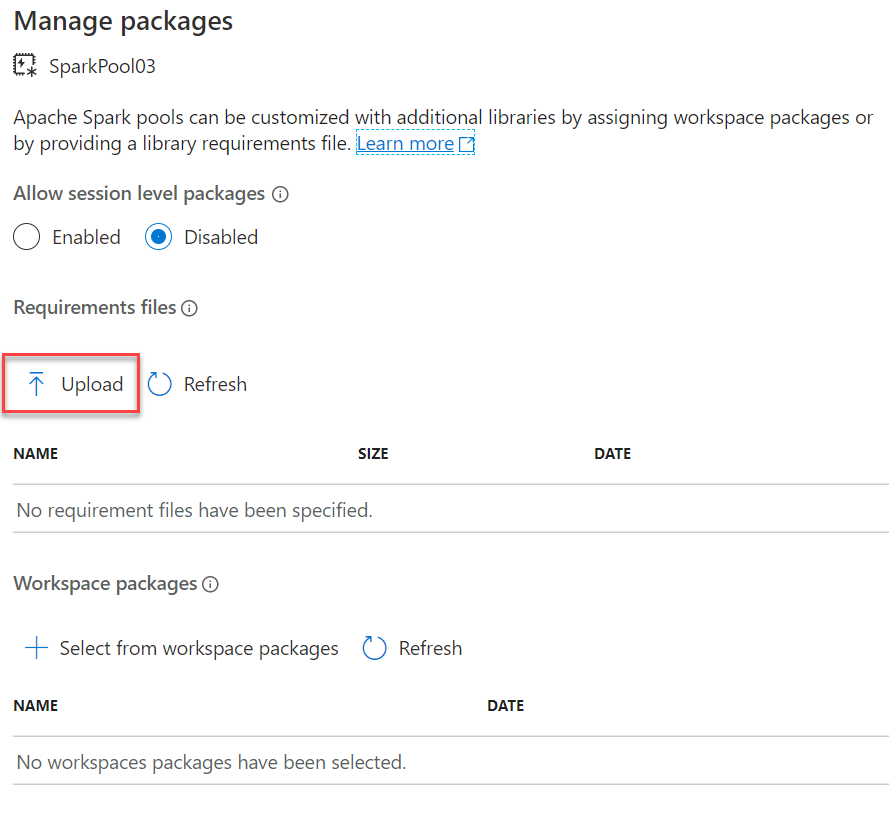 Manage packages
SparkPool03
Apache Spark pools can be customized with additional libraries by assigning workspace packages or
by providing a library requirements file. Learn more
Allow session level packages
Enabled Disabled
Requirements files
Upload Refresh
NAME SIZE DATE
No requirement files have been specified.
Workspace packages
Select from workspace packages Refresh
NAME DATE
No workspaces packages have been selected.